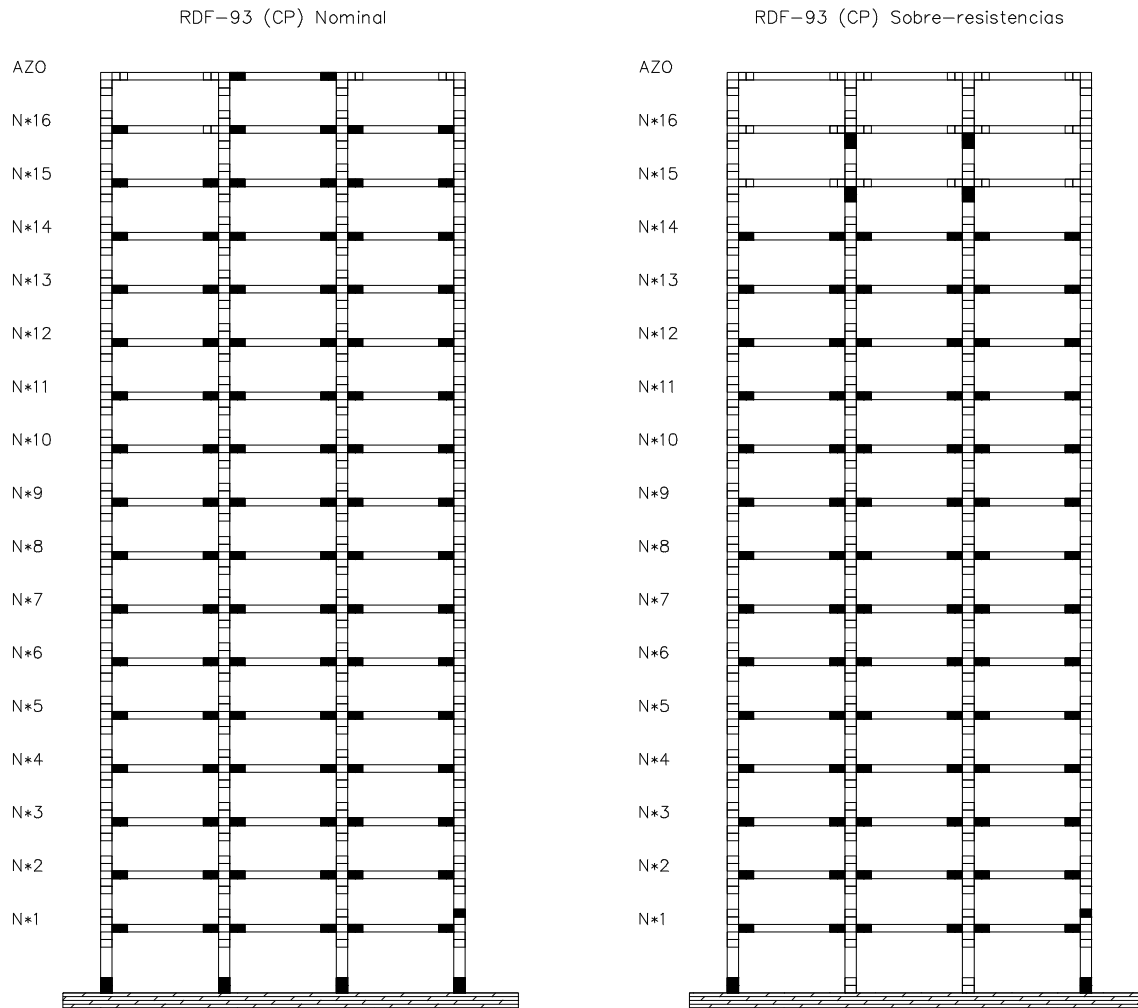 RDF-93 (CP) Nominal
AZO
N*16
N*15
N*14
N*13
N*12
N*11
N*10
N*9
N*8
N*7
N*6
N*5
N*4
N*3
N*2
N*1
RDF-93 (CP) Sobre-resistencias
AZO
N*16
N*15
N*14
N*13
N*12
N*11
N*10
N*9
N*8
N*7
N*6
N*5
N*4
N*3
N*2
N*1